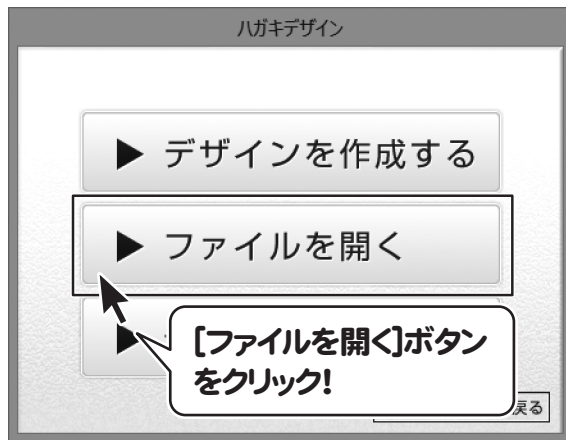 ハガキデザイン
▶ デザインを作成する
▶ ファイルを開く
▶
[ファイルを開く]ボタン
をクリック!
戻る